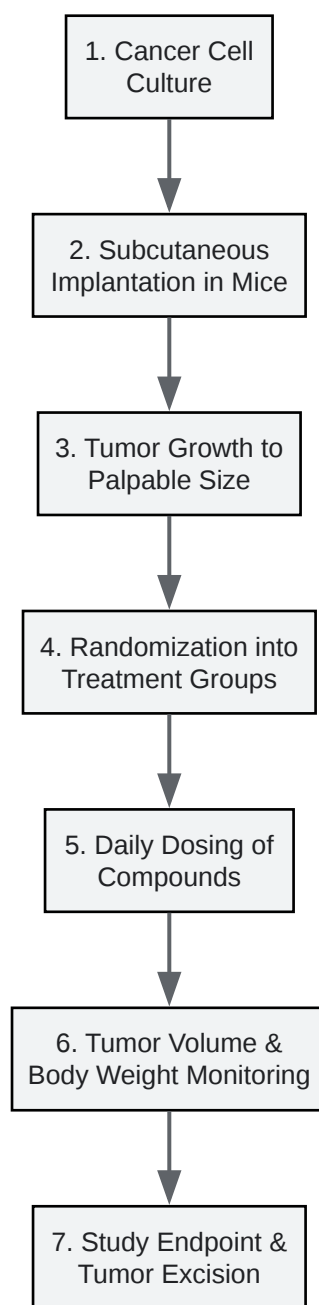 1. Cancer Cell
Culture
2. Subcutaneous
Implantation in Mice
3. Tumor Growth to
Palpable Size
4. Randomization into
Treatment Groups
5. Daily Dosing of
Compounds
6. Tumor Volume &
Body Weight Monitoring
7. Study Endpoint &
Tumor Excision